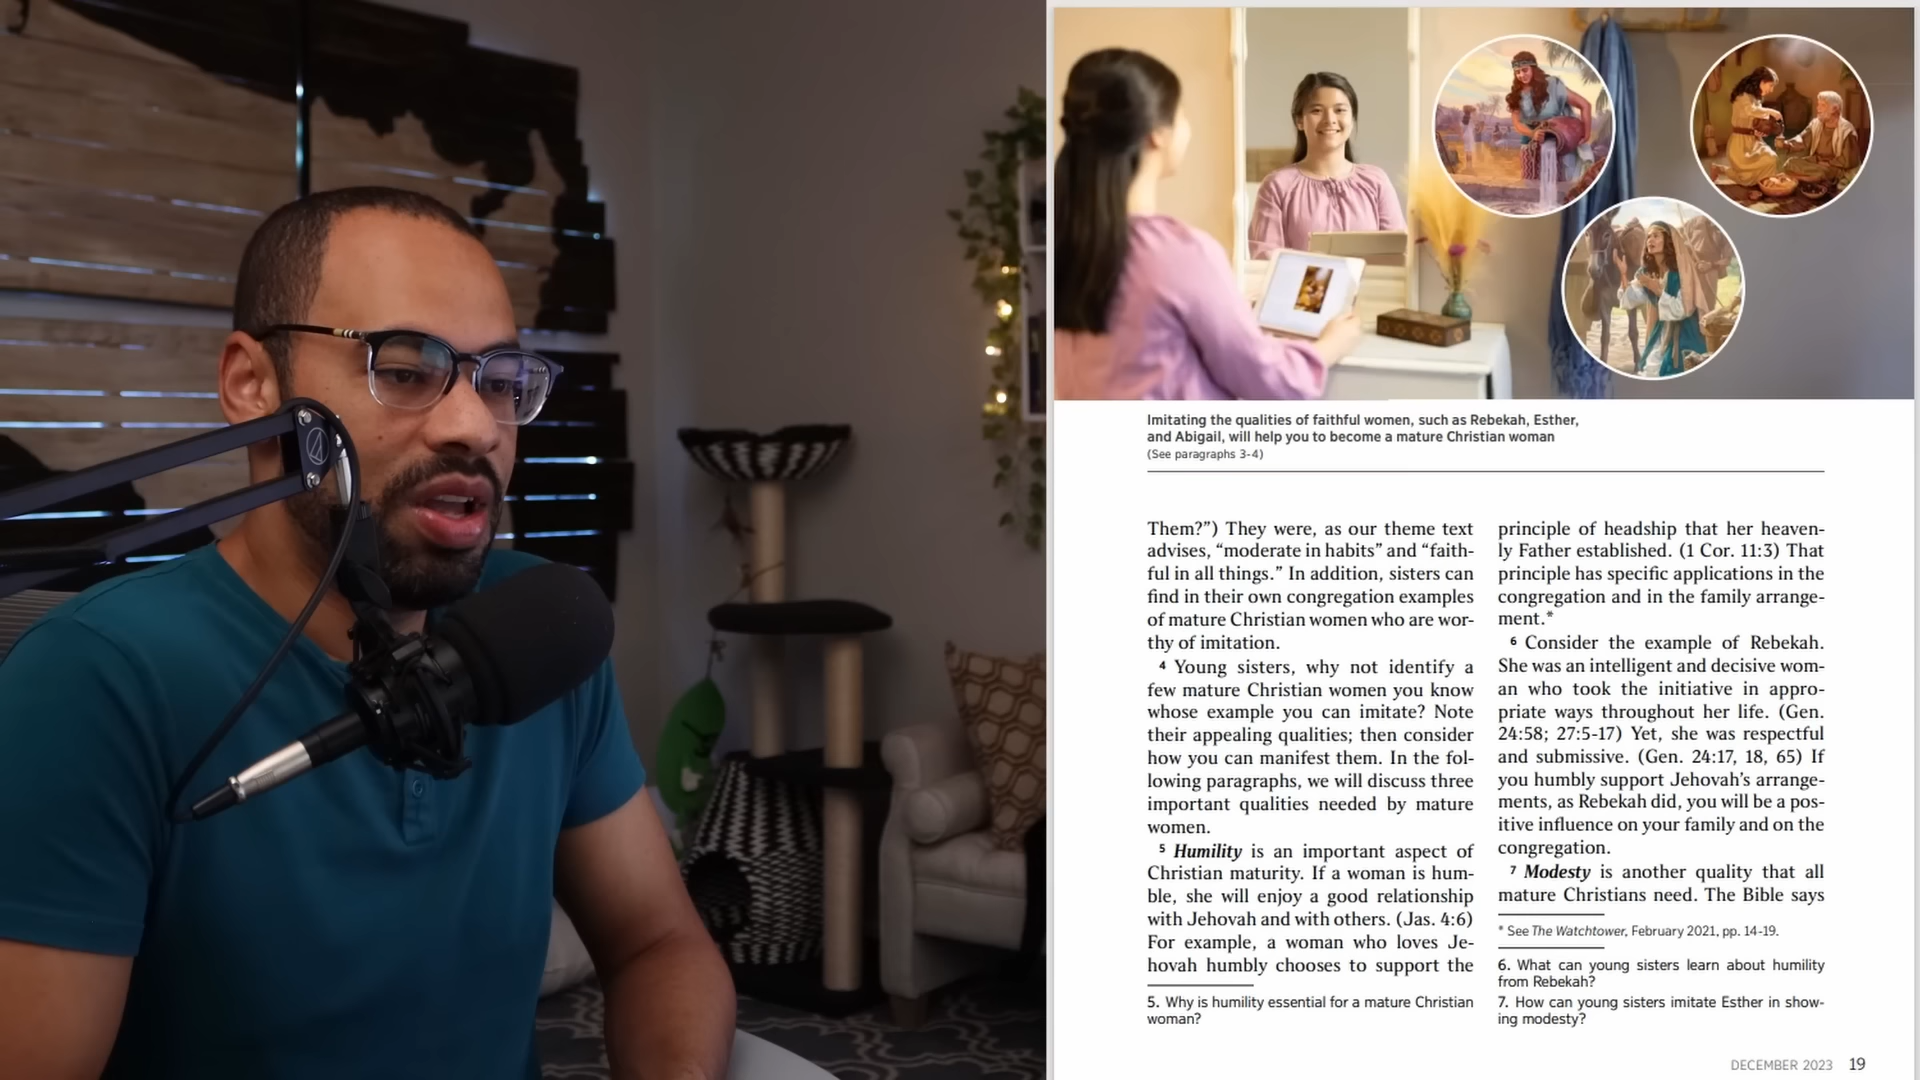 Imitating the qualities of faithful women, such as Rebekah, Esther,
and Abigail, will help you to become a mature Christian woman
(See paragraphs 3-4)
Them?”) They were, as our theme text
advises, “moderate in habits” and “faith-
ful in all things.” In addition, sisters can
find in their own congregation examples
of mature Christian women who are wor-
thy of imitation.
4 Young sisters, why not identify a
few mature Christian women you know
whose example you can imitate? Note
their appealing qualities; then consider
how you can manifest them. In the fol-
lowing paragraphs, we will discuss three
important qualities needed by mature
women.
5 Humility is an important aspect of
Christian maturity. If a woman is hum-
ble, she will enjoy a good relationship
with Jehovah and with others. (Jas. 4:6)
For example, a woman who loves Je-
hovah humbly chooses to support the
5. Why is humility essential for a mature Christian
woman?
principle of headship that her heaven-
ly Father established. (1 Cor. 11:3) That
principle has specific applications in the
congregation and in the family arrange-
ment.*
6 Consider the example of Rebekah.
She was an intelligent and decisive wom-
an who took the initiative in appro-
priate ways throughout her life. (Gen.
24:58; 27:5-17) Yet, she was respectful
and submissive. (Gen. 24:17, 18, 65) If
you humbly support Jehovah’s arrange-
ments, as Rebekah did, you will be a pos-
itive influence on your family and on the
congregation.
7 Modesty is another quality that all
mature Christians need. The Bible says
* See The Watchtower, February 2021, pp. 14-19.
6. What can young sisters learn about humility
from Rebekah?
7. How can young sisters imitate Esther in show-
ing modesty?
DECEMBER 2023 19